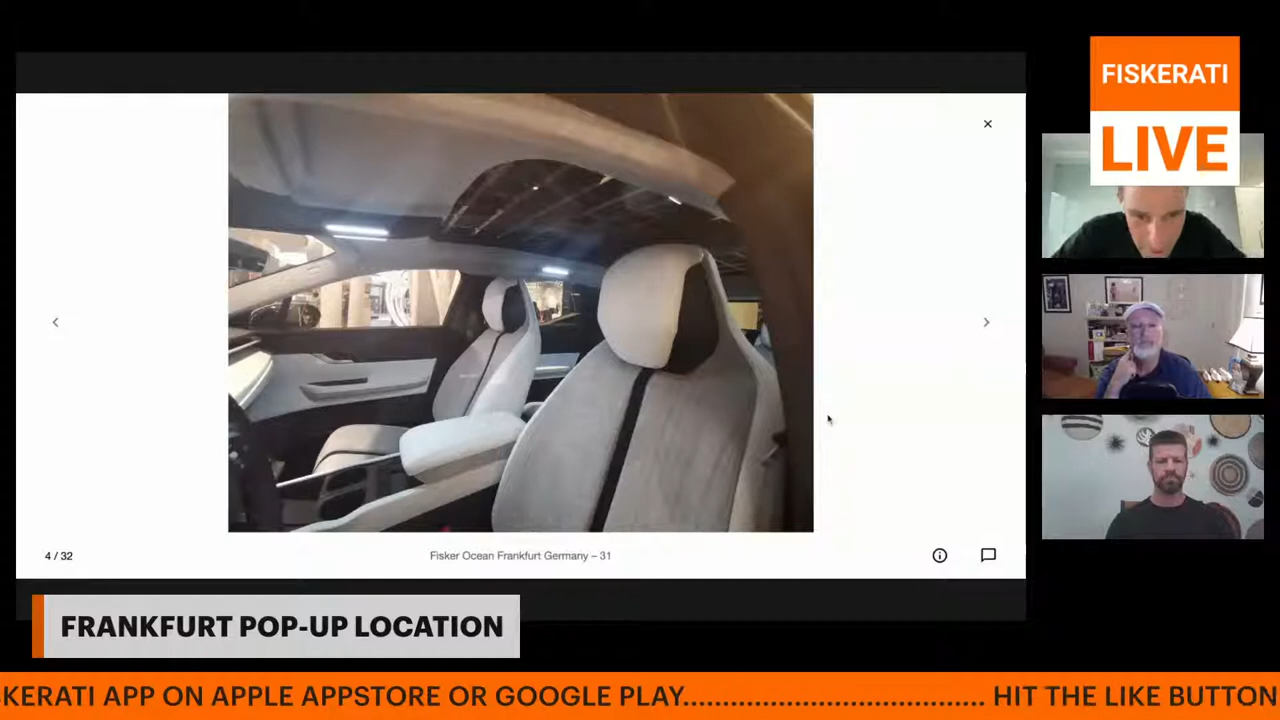 FISKERATI
LIVE
4 / 32
Fisker Ocean Frankfurt Germany – 31
FRANKFURT POP-UP LOCATION
KERATI APP ON APPLE APPSTORE OR GOOGLE PLAY........................................ HIT THE LIKE BUTTON